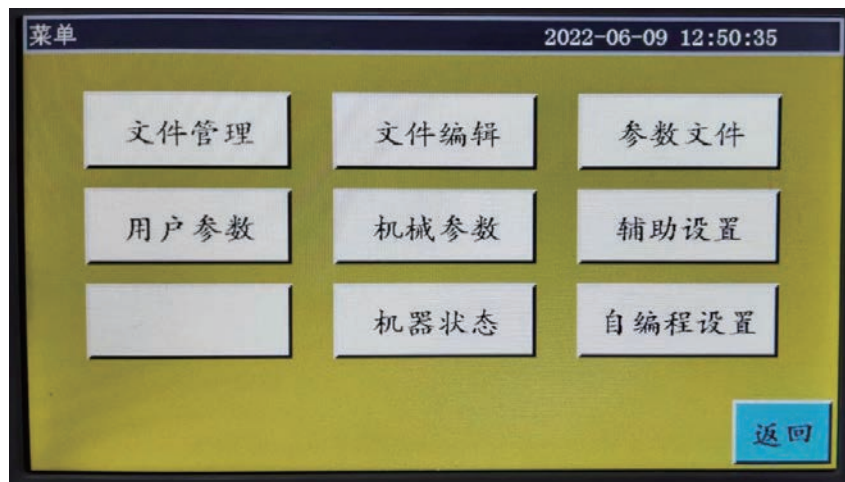 菜单 2022-06-09 12:50:35
文件管理 文件编辑 参数文件
用户参数 机械参数 辅助设置
机器状态 自编程设置
返回